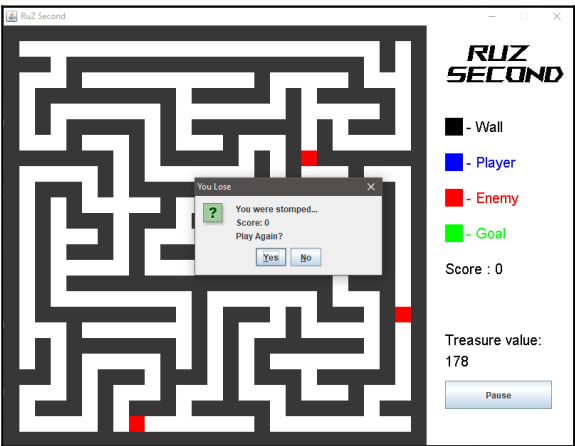 RuZ Second
RUZ
SECOND
- Wall
- Player
- Enemy
- Goal
Score : 0
Treasure value:
178
Pause
You Lose
?
You were stomped...
Score: 0
Play Again?
Yes
No